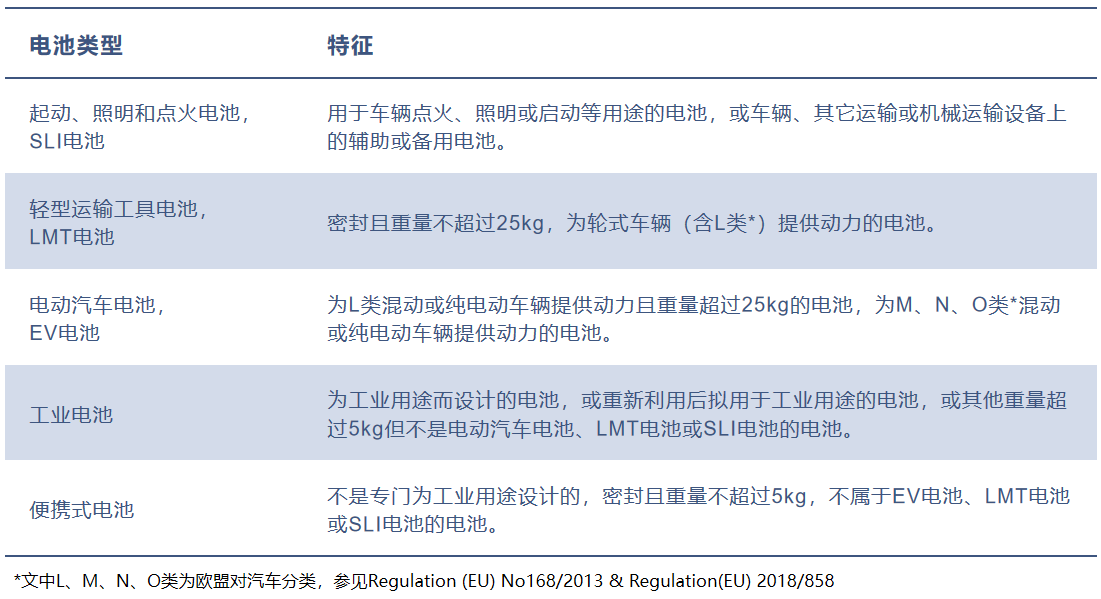 电池类型
特征
起动、照明和点火电池，
SLI电池
用于车辆点火、照明或启动等用途的电池，或车辆、其它运输或机械运输设备上
的辅助或备用电池。
轻型运输工具电池，
LMT电池
密封且重量不超过25kg，为轮式车辆（含L类*）提供动力的电池。
电动汽车电池，
EV电池
为L类混动或纯电动车辆提供动力且重量超过25kg的电池，为M、N、O类*混动
或纯电动车辆提供动力的电池。
工业电池
为工业用途而设计的电池，或重新利用后拟用于工业用途的电池，或其他重量超
过5kg但不是电动汽车电池、LMT电池或SLI电池的电池。
便携式电池
不是专门为工业用途设计的，密封且重量不超过5kg，不属于EV电池、LMT电池
或SLI电池的电池。
*文中L、M、N、O类为欧盟对汽车分类，参见Regulation (EU) No168/2013 & Regulation(EU) 2018/858